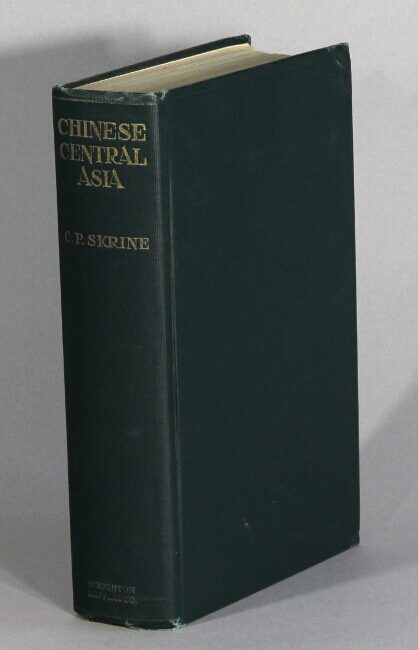 CHINESE
CENTRAL
ASIA
C.P. SKRINE
HOUGHTON
MIFFLIN CO.